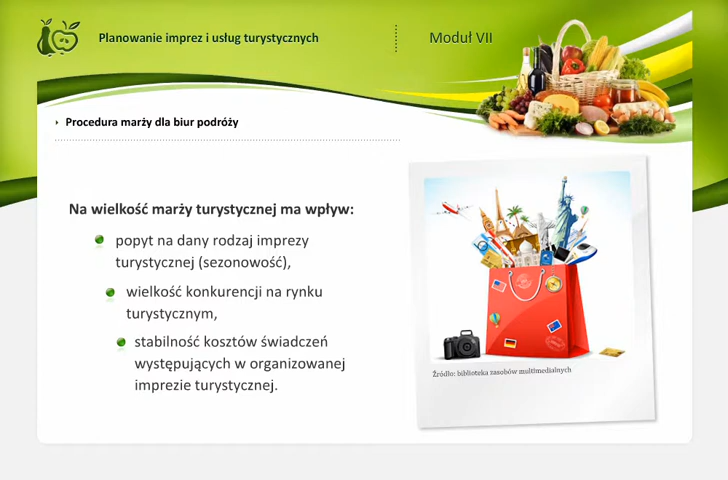 Planowanie imprez i usług turystycznych
Moduł VII
Procedura marży dla biur podróży
Na wielkość marży turystycznej ma wpływ:
popyt na dany rodzaj imprezy
turystycznej (sezonowość),
wielkość konkurencji na rynku
turystycznym,
stabilność kosztów świadczeń
występujących w organizowanej
imprezie turystycznej.
Źródło: biblioteka zasobów multimedialnych